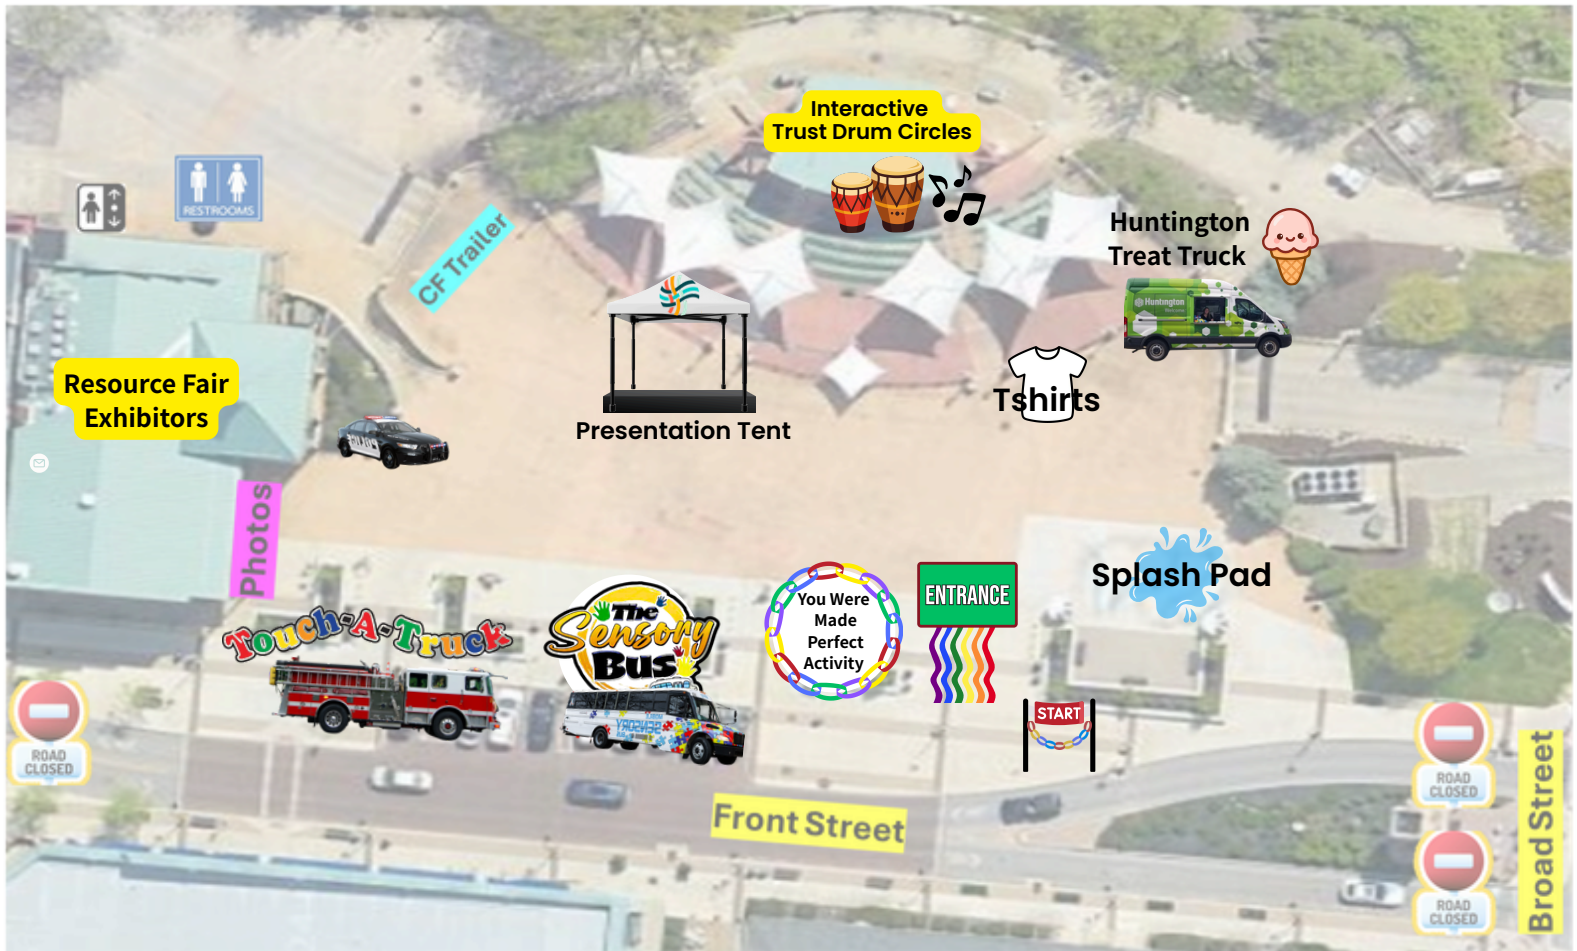 Interactive
Trust Drum Circles
RESTROOMS
CF Trailer
Huntington
Treat Truck
Huntington
Welcome.
Resource Fair
Exhibitors
Tshirts
Presentation Tent
Photos
Splash Pad
ENTRANCE
You Were
Made
Perfect
Activity
Touch-A-Truck
The
Sensory
Bus
START
ROAD
CLOSED
ROAD
CLOSED
ROAD
CLOSED
Front Street
Broad Street